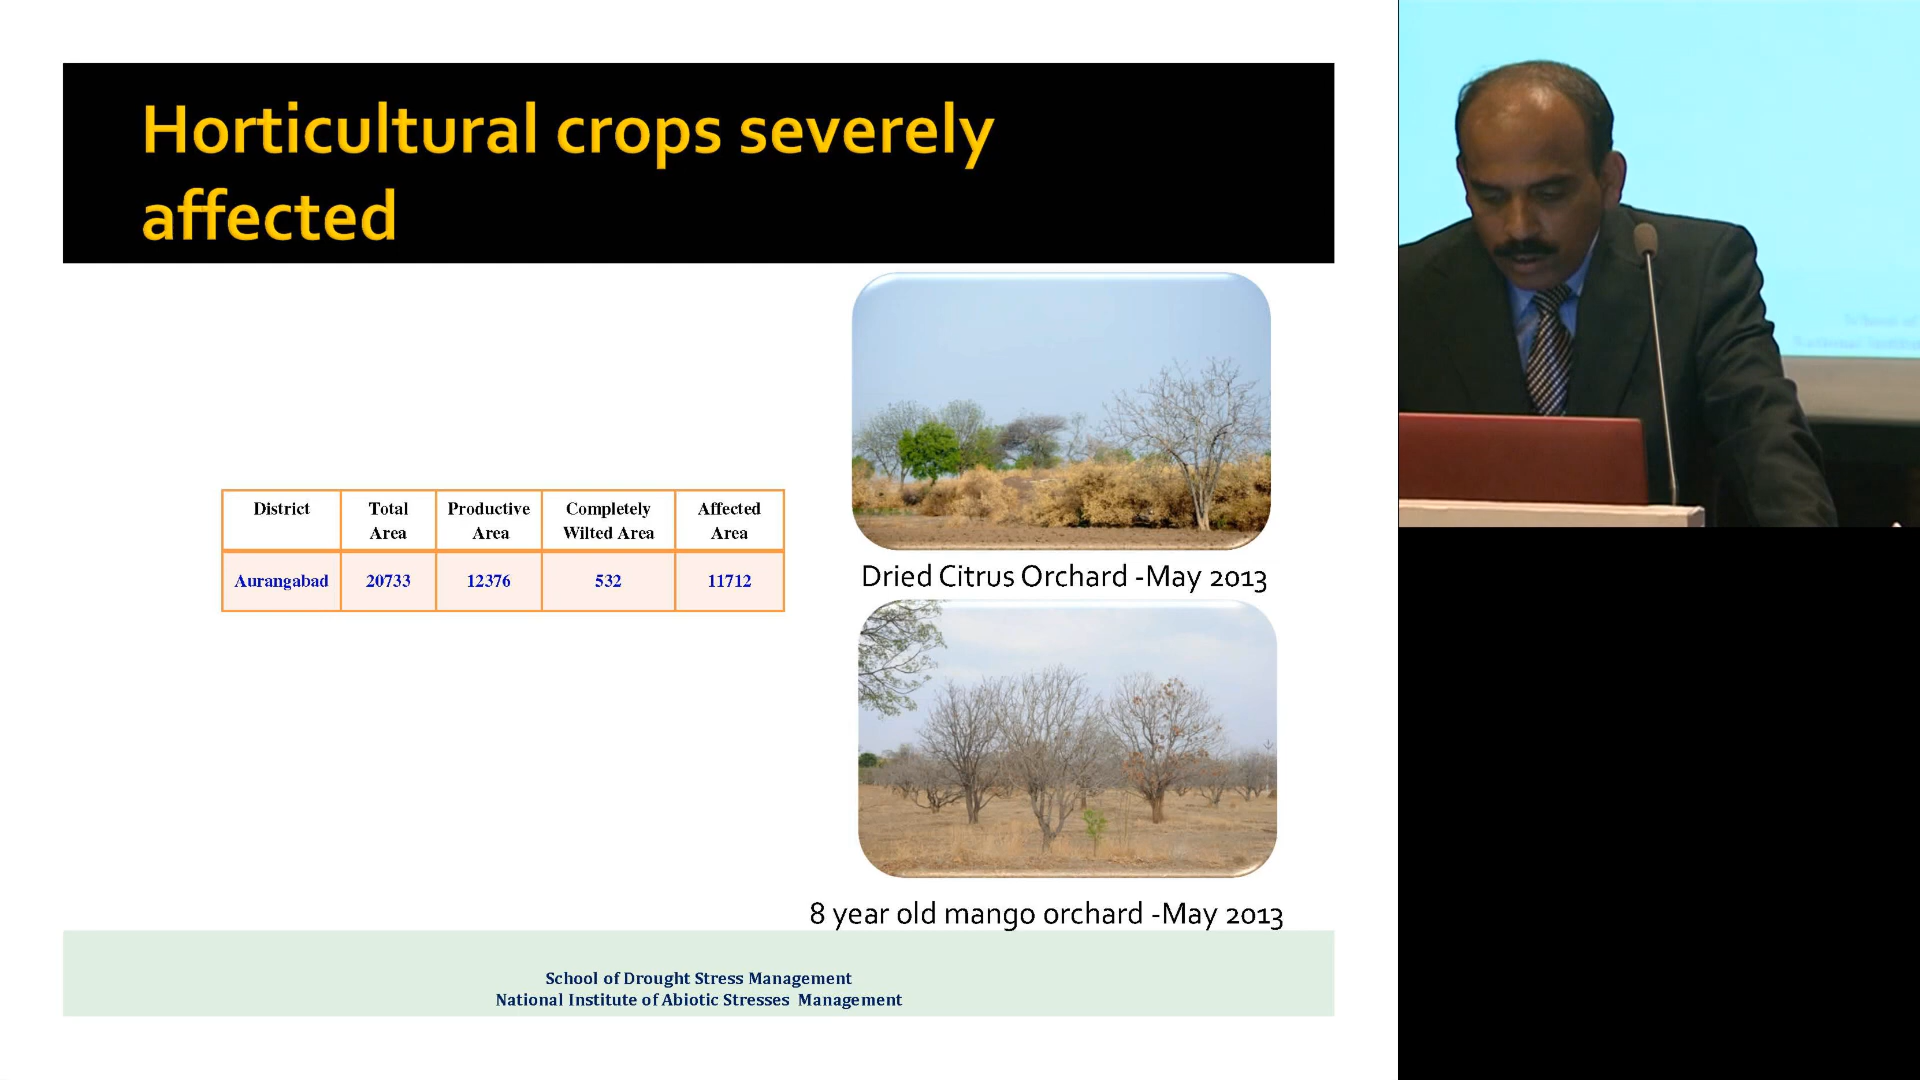 Horticultural crops severely
affected
District Total Area Productive Area Completely Wilted Area Affected Area
Aurangabad 20733 12376 532 11712
Dried Citrus Orchard -May 2013
8 year old mango orchard -May 2013
School of Drought Stress Management
National Institute of Abiotic Stresses Management